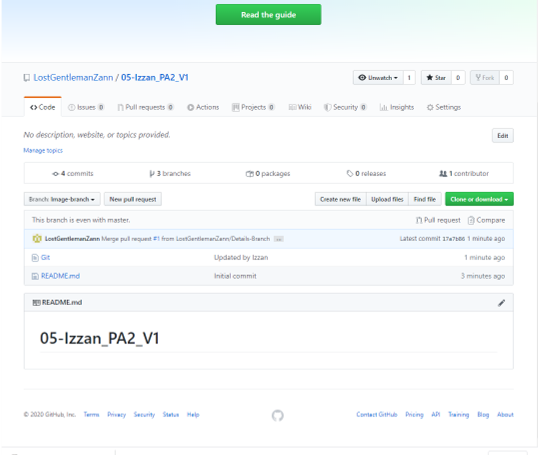 Read the guide
LostGentlemanZann / 05-Izzan_PA2_V1
Unwatch 1 Star 0 Fork 0
Code Issues 0 Pull requests 0 Actions Projects 0 Wiki Security 0 Insights Settings
No description, website, or topics provided. Edit
Manage topics
4 commits 3 branches 0 packages 0 releases 1 contributor
Branch: Image-branch New pull request Create new file Upload files Find file Clone or download
This branch is even with master. Pull request Compare
LostGentlemanZann Merge pull request #1 from LostGentlemanZann/Details-Branch ... Latest commit 17a7b86 1 minute ago
Git Updated by Izzan 1 minute ago
README.md Initial commit 3 minutes ago
README.md
05-Izzan_PA2_V1
© 2020 GitHub, Inc. Terms Privacy Security Status Help Contact GitHub Pricing API Training Blog About